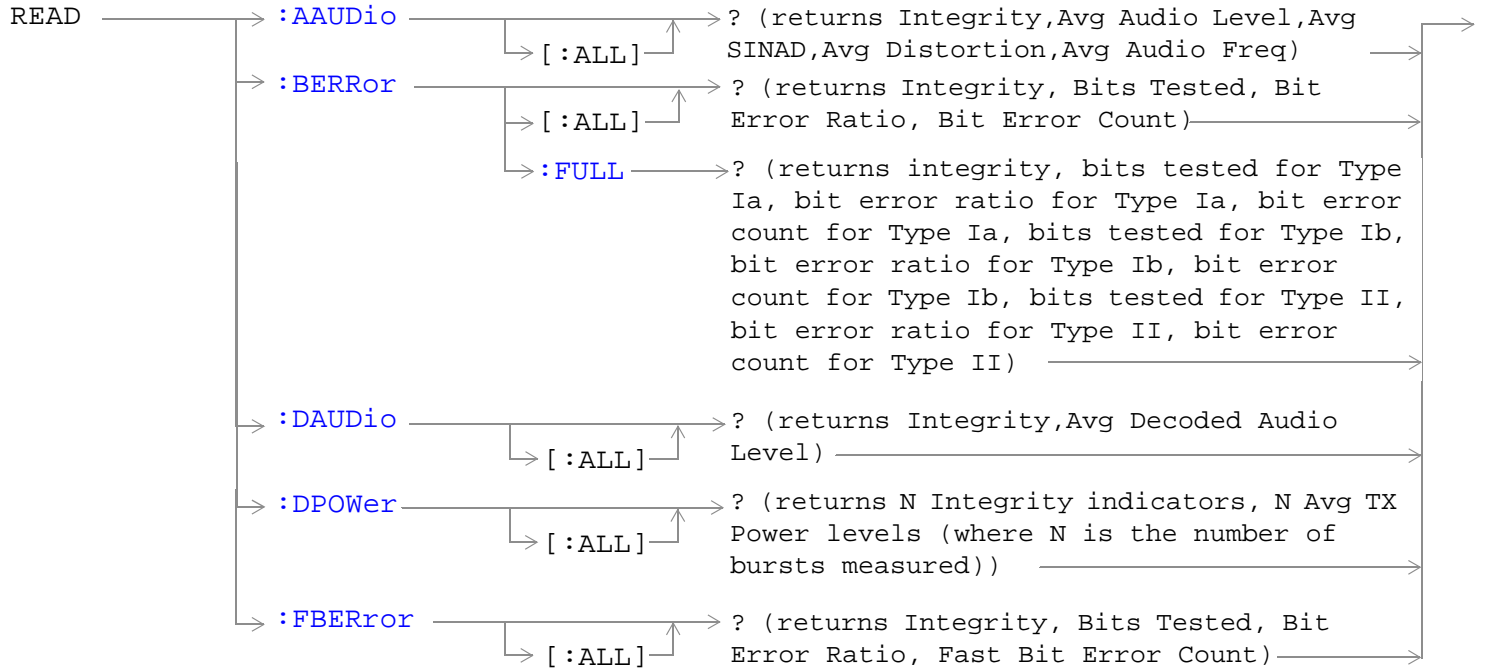 READ :AAUDio ? (returns Integrity,Avg Audio Level,Avg
[:ALL] SINAD,Avg Distortion,Avg Audio Freq)
:BERRor ? (returns Integrity, Bits Tested, Bit
[:ALL] Error Ratio, Bit Error Count)
:FULL ? (returns integrity, bits tested for Type
Ia, bit error ratio for Type Ia, bit error
count for Type Ia, bits tested for Type Ib,
bit error ratio for Type Ib, bit error
count for Type Ib, bits tested for Type II,
bit error ratio for Type II, bit error
count for Type II)
:DAUDio ? (returns Integrity,Avg Decoded Audio
[:ALL] Level)
:DPOWer ? (returns N Integrity indicators, N Avg TX
[:ALL] Power levels (where N is the number of
bursts measured))
:FBERror ? (returns Integrity, Bits Tested, Bit
[:ALL] Error Ratio, Fast Bit Error Count)